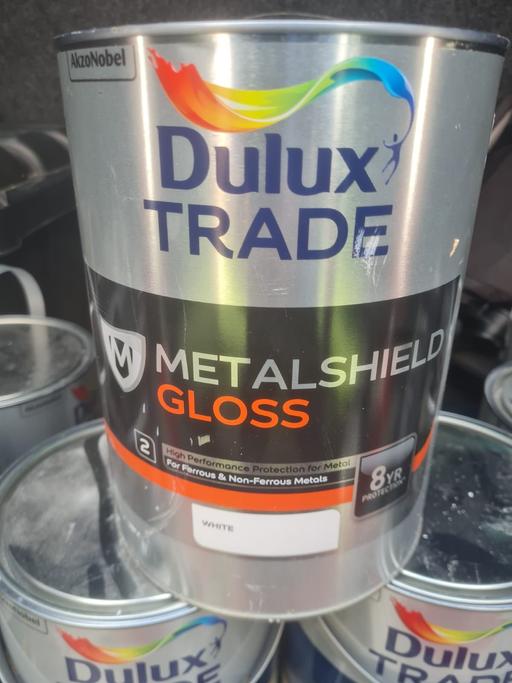 AkzoNobel
Dulux
TRADE
M METALSHIELD
GLOSS
2
High Performance Protection for Metal
For Ferrous & Non-Ferrous Metals
8YR.
PROTECTION
WHITE
AkzoNobel
Dulux
TRADE
Dulux
TRADE